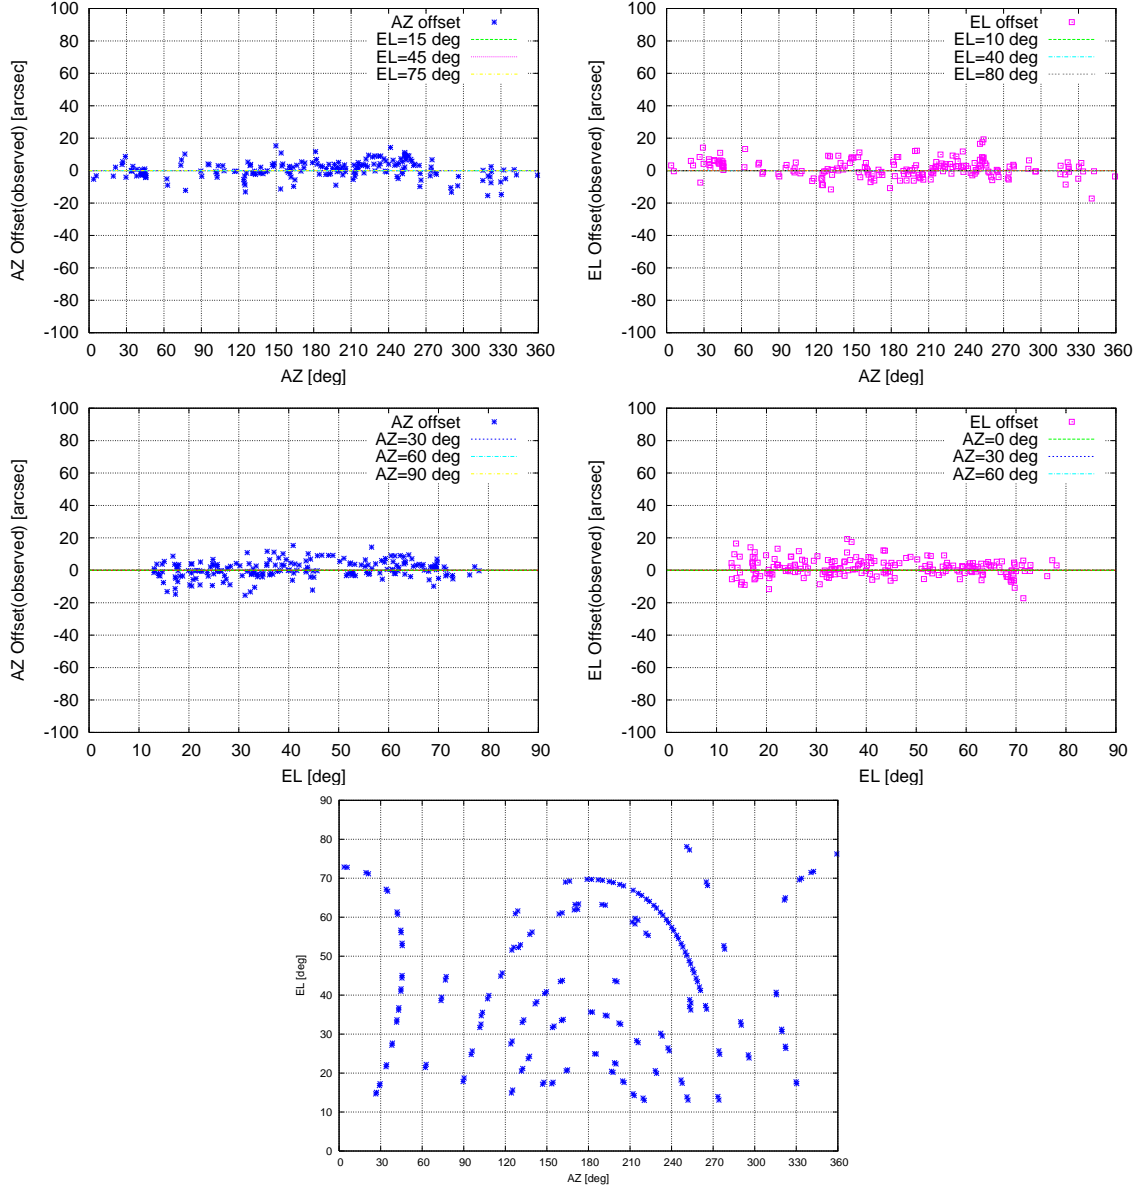 100
80
60
40
20
0
-20
-40
-60
-80
-100
0 30 60 90 120 150 180 210 240 270 300 330 360
AZ [deg]
AZ Offset(observed) [arcsec]
AZ offset
EL=15 deg
EL=45 deg
EL=75 deg
100
80
60
40
20
0
-20
-40
-60
-80
-100
0 30 60 90 120 150 180 210 240 270 300 330 360
AZ [deg]
EL Offset(observed) [arcsec]
EL offset
EL=10 deg
EL=40 deg
EL=80 deg
100
80
60
40
20
0
-20
-40
-60
-80
-100
0 10 20 30 40 50 60 70 80 90
EL [deg]
AZ Offset(observed) [arcsec]
AZ offset
AZ=30 deg
AZ=60 deg
AZ=90 deg
100
80
60
40
20
0
-20
-40
-60
-80
-100
0 10 20 30 40 50 60 70 80 90
EL [deg]
EL Offset(observed) [arcsec]
EL offset
AZ=0 deg
AZ=30 deg
AZ=60 deg
90
80
70
60
50
40
30
20
10
0
0 30 60 90 120 150 180 210 240 270 300 330 360
AZ [deg]
EL [deg]